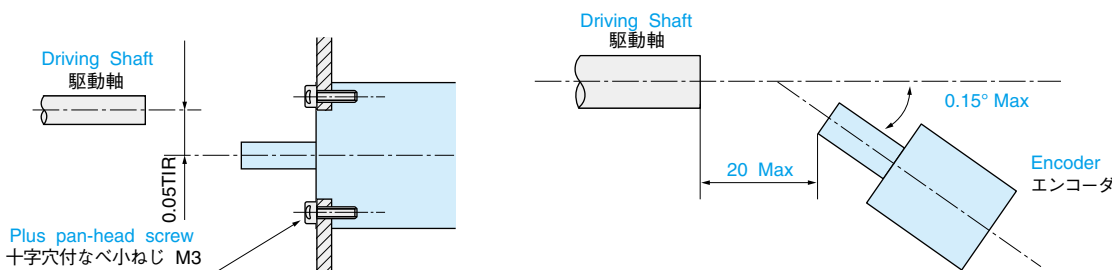 Driving Shaft
駆動軸
0.05TIR
Plus pan-head screw
十字穴付なべ小ねじ M3
Driving Shaft
駆動軸
0.15° Max
20 Max
Encoder
エンコーダ